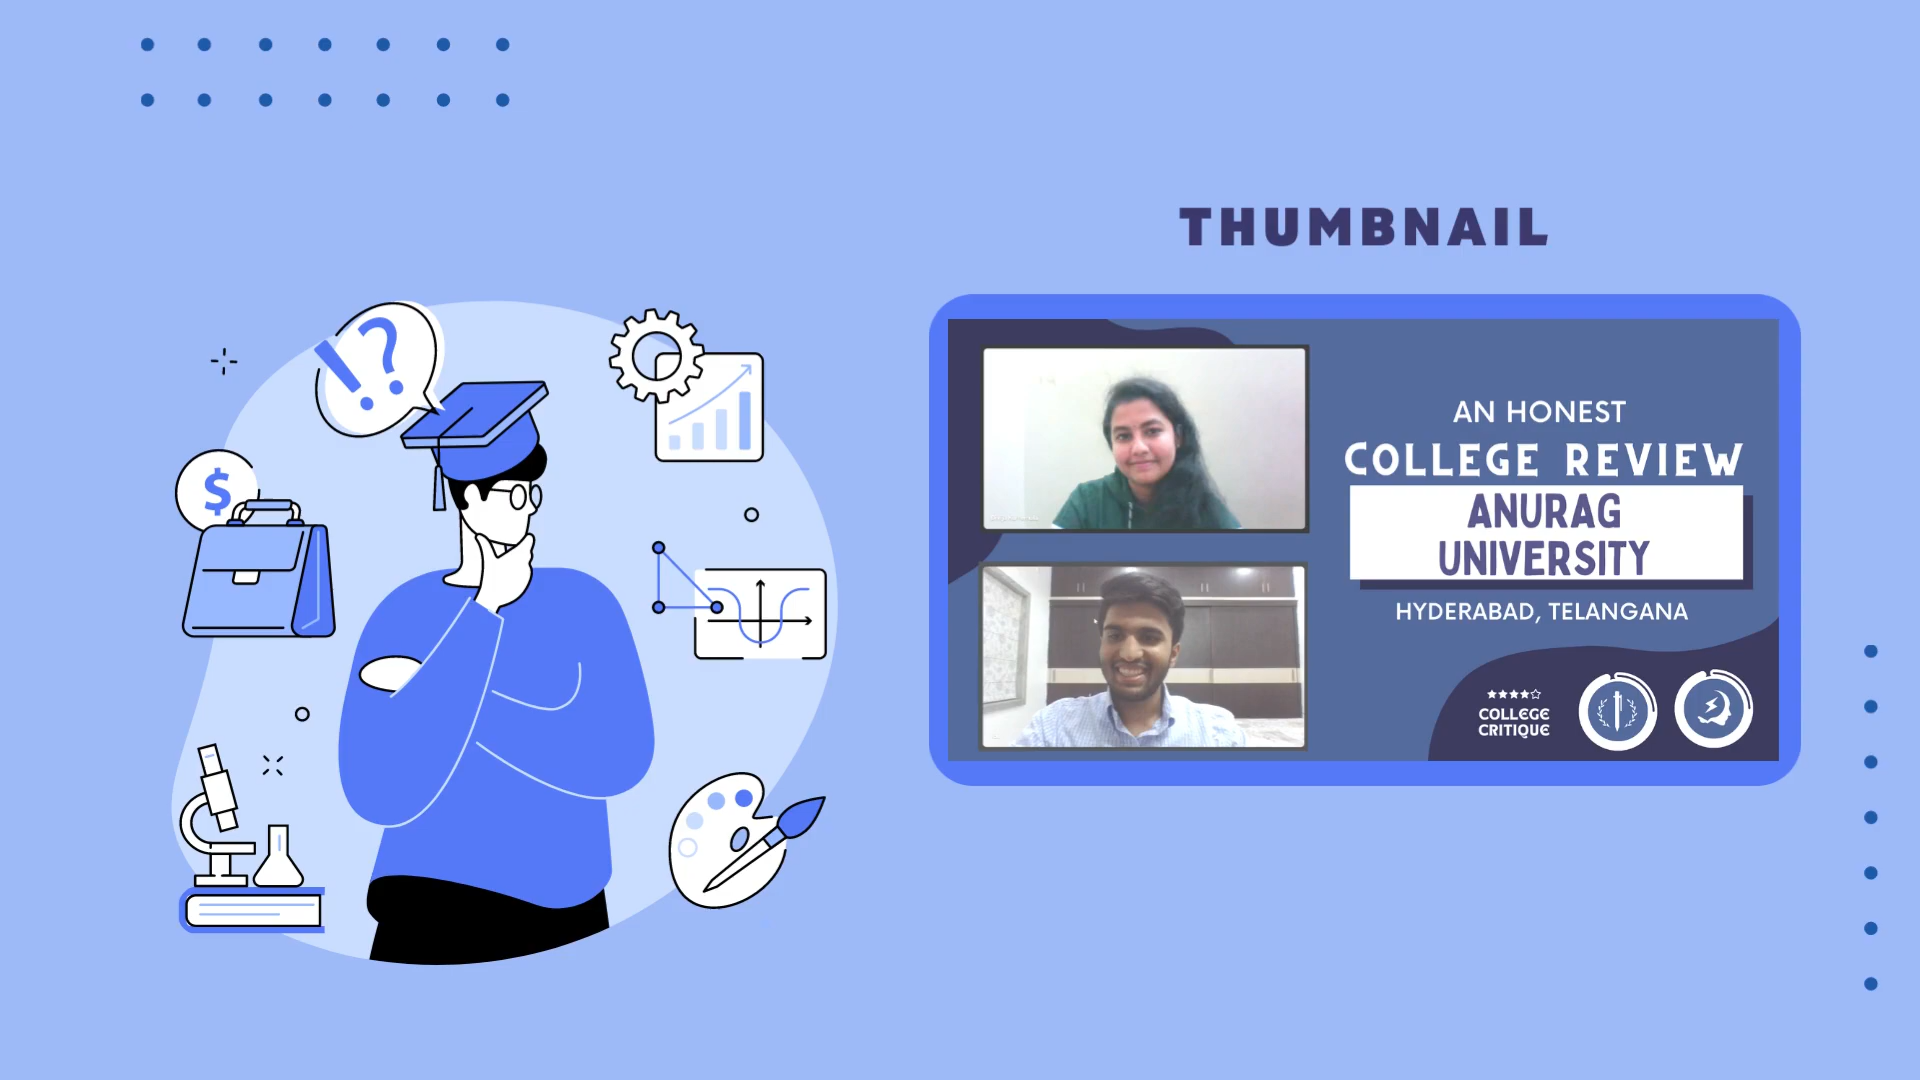 THUMBNAIL
!?
$
AN HONEST
COLLEGE REVIEW
ANURAG
UNIVERSITY
HYDERABAD, TELANGANA
COLLEGE
CRITIQUE